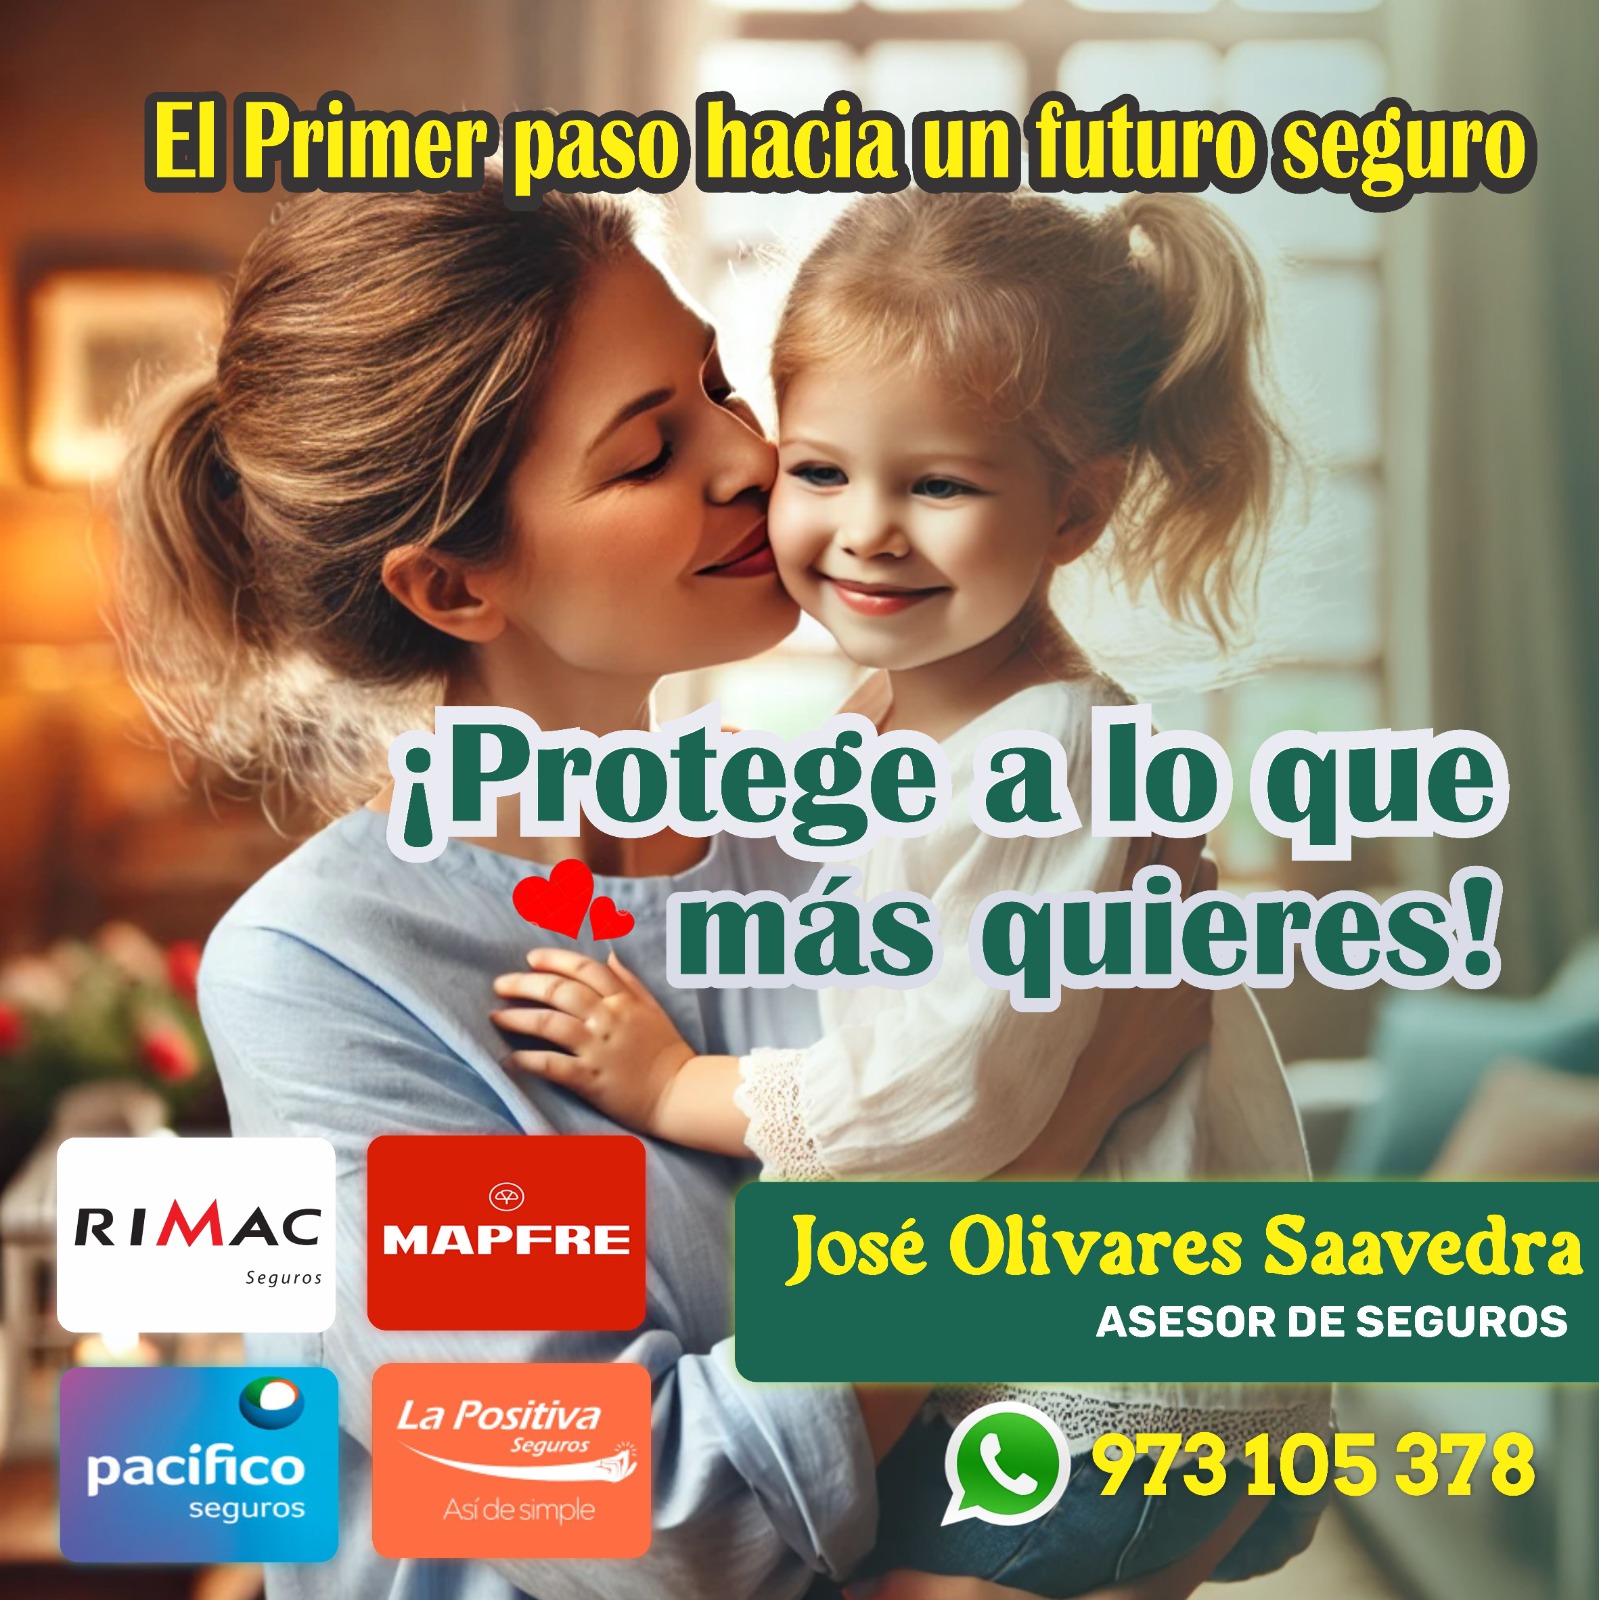 El Primer paso hacia un futuro seguro
¡Protege a lo que
más quieres!
RIMAC
Seguros
MAPFRE
José Olivares Saavedra
ASESOR DE SEGUROS
pacífico
seguros
La Positiva
Seguros
Así de simple
973 105 378